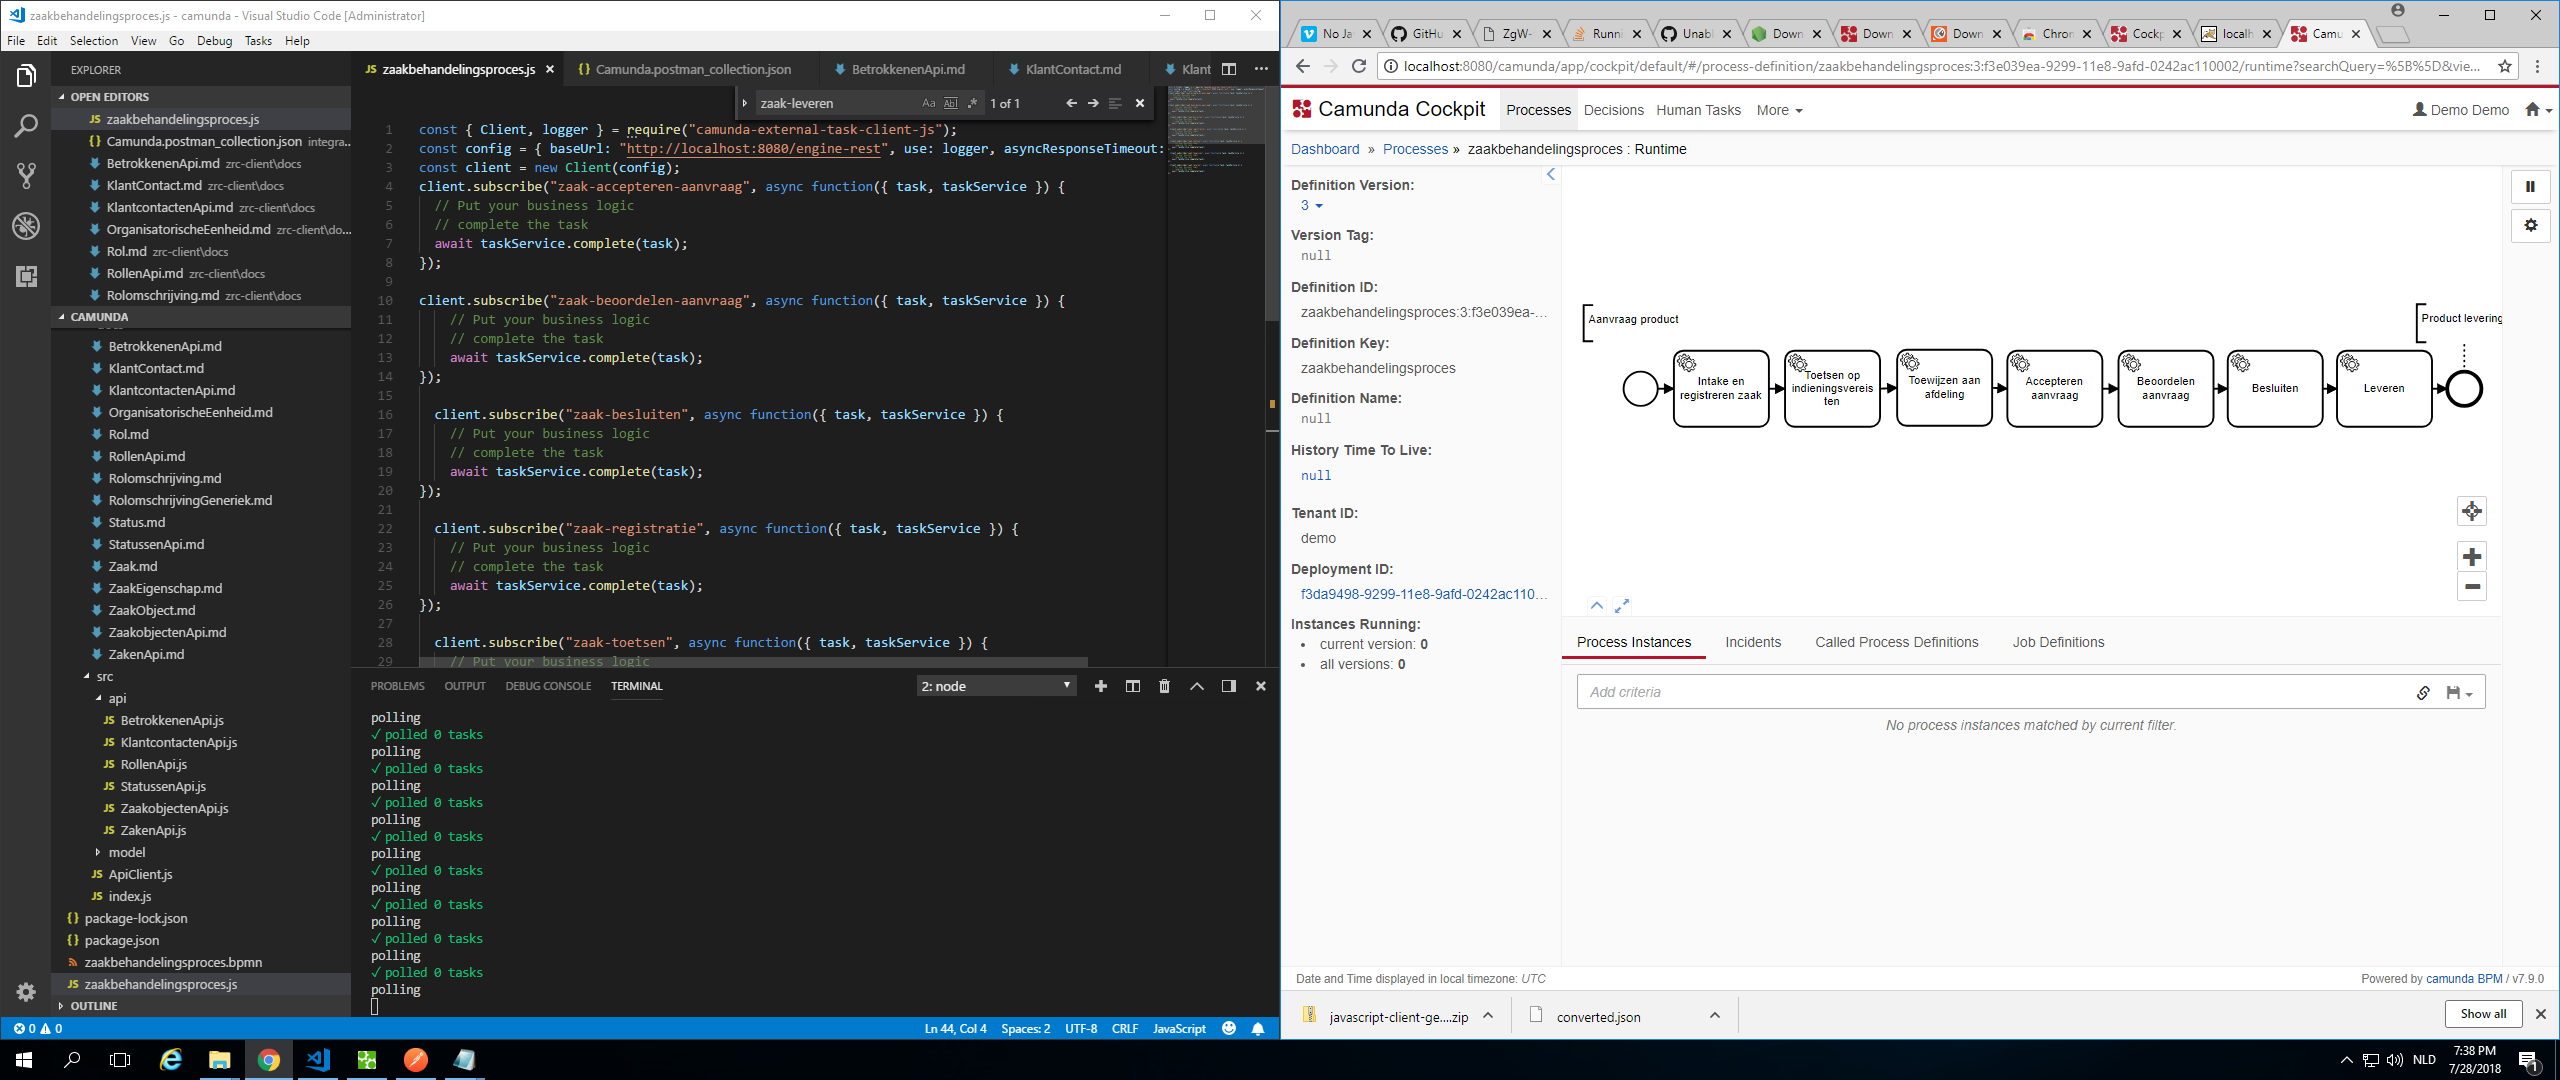 zaakbehandelingsproces.js - camunda - Visual Studio Code [Administrator]
File Edit Selection View Go Debug Tasks Help
EXPLORER
OPEN EDITORS
JS zaakbehandelingsproces.js
{} Camunda.postman_collection.json integra...
BetrokkenenApi.md zrc-client\docs
KlantContact.md zrc-client\docs
KlantcontactenApi.md zrc-client\docs
OrganisatorischeEenheid.md zrc-client\do...
Rol.md zrc-client\docs
RollenApi.md zrc-client\docs
Rolomschrijving.md zrc-client\docs
CAMUNDA
BetrokkenenApi.md
KlantContact.md
KlantcontactenApi.md
OrganisatorischeEenheid.md
Rol.md
RollenApi.md
Rolomschrijving.md
RolomschrijvingGeneriek.md
Status.md
StatussenApi.md
Zaak.md
ZaakEigenschap.md
ZaakObject.md
ZaakobjectenApi.md
ZakenApi.md
src
api
JS BetrokkenenApi.js
JS KlantcontactenApi.js
JS RollenApi.js
JS StatussenApi.js
JS ZaakobjectenApi.js
JS ZakenApi.js
model
JS ApiClient.js
JS index.js
{} package-lock.json
{} package.json
zaakbehandelingsproces.bpmn
JS zaakbehandelingsproces.js
OUTLINE
JS zaakbehandelingsproces.js {} Camunda.postman_collection.json BetrokkenenApi.md KlantContact.md Klant
zaak-leveren Aa Abl .* 1 of 1
1 const { Client, logger } = require("camunda-external-task-client-js");
2 const config = { baseUrl: "http://localhost:8080/engine-rest", use: logger, asyncResponseTimeout:
3 const client = new Client(config);
4 client.subscribe("zaak-accepteren-aanvraag", async function({ task, taskService }) {
5 // Put your business logic
6 // complete the task
7 await taskService.complete(task);
8 });
9
10 client.subscribe("zaak-beoordelen-aanvraag", async function({ task, taskService }) {
11 // Put your business logic
12 // complete the task
13 await taskService.complete(task);
14 });
15
16 client.subscribe("zaak-besluiten", async function({ task, taskService }) {
17 // Put your business logic
18 // complete the task
19 await taskService.complete(task);
20 });
21
22 client.subscribe("zaak-registratie", async function({ task, taskService }) {
23 // Put your business logic
24 // complete the task
25 await taskService.complete(task);
26 });
27
28 client.subscribe("zaak-toetsen", async function({ task, taskService }) {
29 // Put your business logic
PROBLEMS OUTPUT DEBUG CONSOLE TERMINAL 2: node
polling
✓ polled 0 tasks
polling
✓ polled 0 tasks
polling
✓ polled 0 tasks
polling
✓ polled 0 tasks
polling
✓ polled 0 tasks
polling
✓ polled 0 tasks
polling
✓ polled 0 tasks
polling
✓ polled 0 tasks
polling
0 0 Ln 44, Col 4 Spaces: 2 UTF-8 CRLF JavaScript
No Ja GitHu ZgW- Runni Unabl Down Down Down Chron Cockp localh Camu
localhost:8080/camunda/app/cockpit/default/#/process-definition/zaakbehandelingsproces:3:f3e039ea-9299-11e8-9afd-0242ac110002/runtime?searchQuery=%5B%5D&vie...
Camunda Cockpit Processes Decisions Human Tasks More Demo Demo
Dashboard » Processes » zaakbehandelingsproces : Runtime
Definition Version:
3
Version Tag:
null
Definition ID:
zaakbehandelingsproces:3:f3e039ea-...
Definition Key:
zaakbehandelingsproces
Definition Name:
null
History Time To Live:
null
Tenant ID:
demo
Deployment ID:
f3da9498-9299-11e8-9afd-0242ac110...
Instances Running:
• current version: 0
• all versions: 0
Aanvraag product
Product levering
Intake en
registreren zaak
Toetsen op
indieningsvereis
ten
Toewijzen aan
afdeling
Accepteren
aanvraag
Beoordelen
aanvraag
Besluiten
Leveren
Process Instances Incidents Called Process Definitions Job Definitions
Add criteria
No process instances matched by current filter.
Date and Time displayed in local timezone: UTC
Powered by camunda BPM / v7.9.0
javascript-client-ge....zip converted.json Show all
NLD 7:38 PM
7/28/2018
1